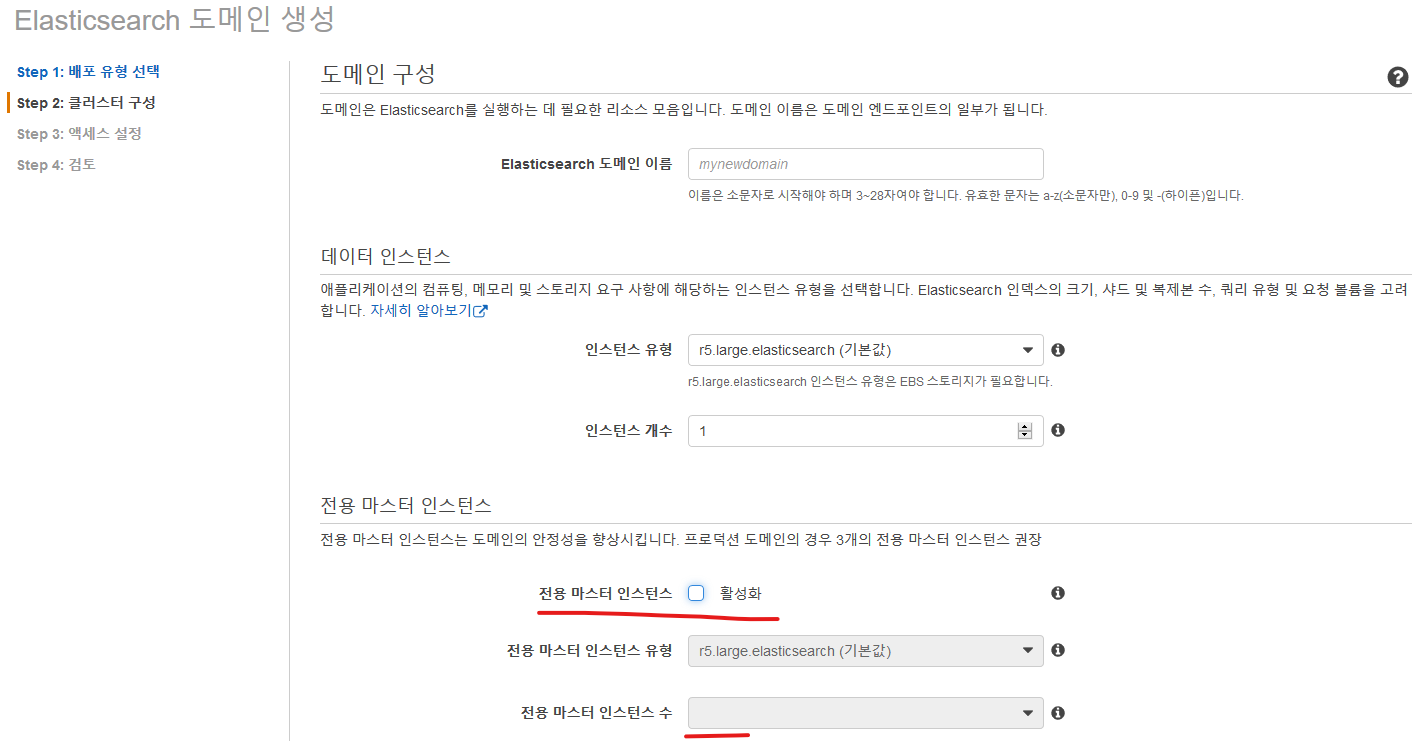 Elasticsearch 도메인 생성
Step 1: 배포 유형 선택
Step 2: 클러스터 구성
Step 3: 액세스 설정
Step 4: 검토
도메인 구성
도메인은 Elasticsearch를 실행하는 데 필요한 리소스 모음입니다. 도메인 이름은 도메인 엔드포인트의 일부가 됩니다.
Elasticsearch 도메인 이름
mynewdomain
이름은 소문자로 시작해야 하며 3~28자여야 합니다. 유효한 문자는 a-z(소문자만), 0-9 및 -(하이픈)입니다.
데이터 인스턴스
애플리케이션의 컴퓨팅, 메모리 및 스토리지 요구 사항에 해당하는 인스턴스 유형을 선택합니다. Elasticsearch 인덱스의 크기, 샤드 및 복제본 수, 쿼리 유형 및 요청 볼륨을 고려
합니다. 자세히 알아보기
인스턴스 유형
r5.large.elasticsearch (기본값)
r5.large.elasticsearch 인스턴스 유형은 EBS 스토리지가 필요합니다.
인스턴스 개수
1
전용 마스터 인스턴스
전용 마스터 인스턴스는 도메인의 안정성을 향상시킵니다. 프로덕션 도메인의 경우 3개의 전용 마스터 인스턴스 권장
전용 마스터 인스턴스 활성화
전용 마스터 인스턴스 유형
r5.large.elasticsearch (기본값)
전용 마스터 인스턴스 수